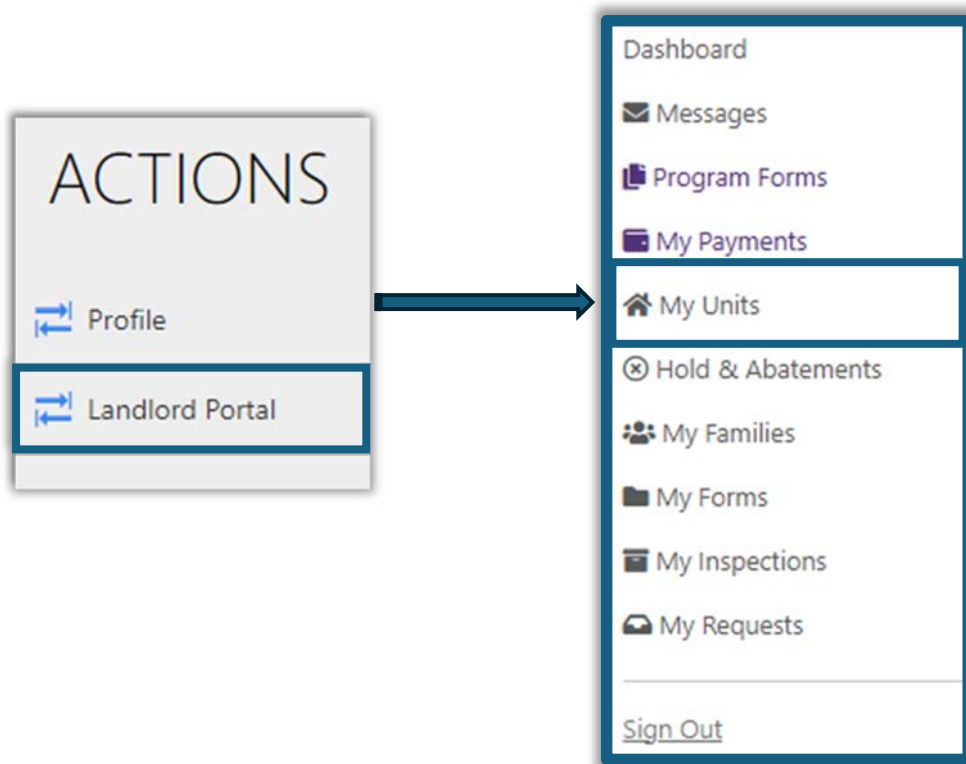 ACTIONS
Profile
Landlord Portal
Dashboard
Messages
Program Forms
My Payments
My Units
Hold & Abatements
My Families
My Forms
My Inspections
My Requests
Sign Out